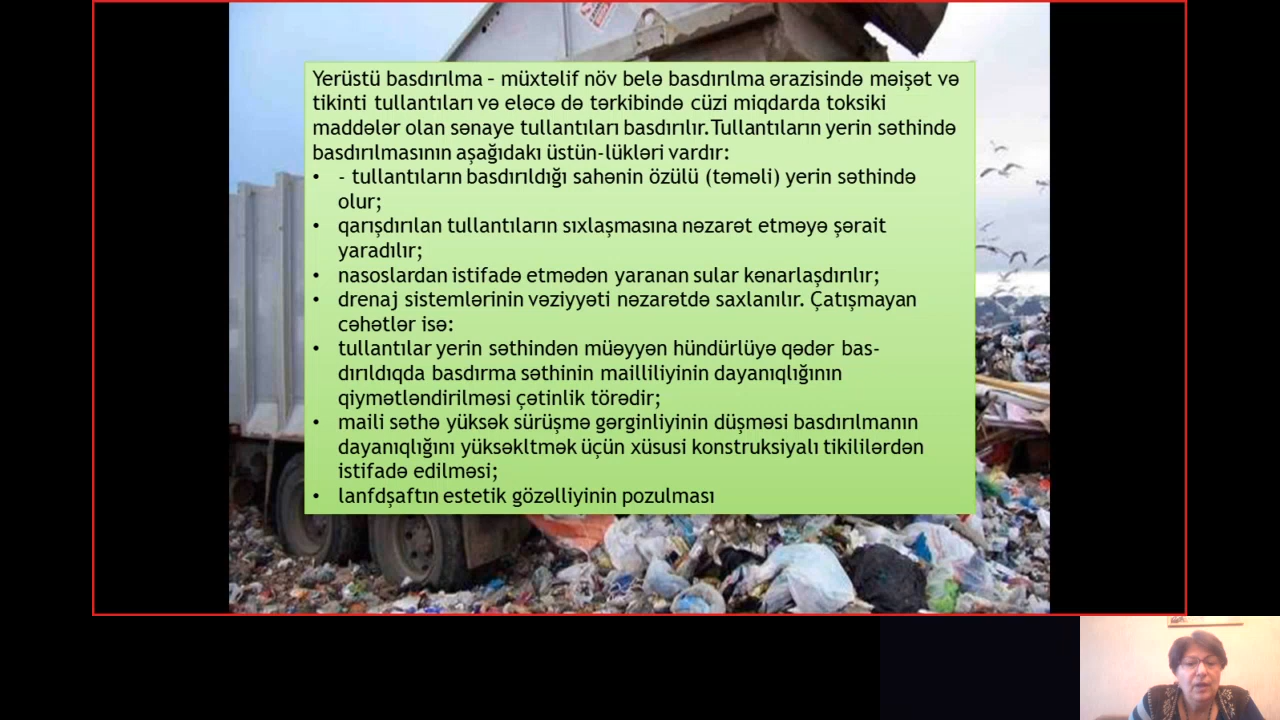 Yerüstü basdırılma – müxtəlif növ belə basdırılma ərazisində məişət və
tikinti tullantıları və eləcə də tərkibində cüzi miqdarda toksiki
maddələr olan sənaye tullantıları basdırılır.Tullantıların yerin səthində
basdırılmasının aşağıdakı üstün-lükləri vardır:
• - tullantıların basdırıldığı sahənin özülü (təməli) yerin səthində
olur;
• qarışdırılan tullantıların sıxlaşmasına nəzarət etməyə şərait
yaradılır;
• nasoslardan istifadə etmədən yaranan sular kənarlaşdırılır;
• drenaj sistemlərinin vəziyyəti nəzarətdə saxlanılır. Çatışmayan
cəhətlər isə:
• tullantılar yerin səthindən müəyyən hündürlüyə qədər bas-
dırıldıqda basdırma səthinin mailliliyinin dayanıqlığının
qiymətləndirilməsi çətinlik törədir;
• maili səthə yüksək sürüşmə gərginliyinin düşməsi basdırılmanın
dayanıqlığını yüksəkltmək üçün xüsusi konstruksiyalı tikililərdən
istifadə edilməsi;
• lanfdşaftın estetik gözəlliyinin pozulması